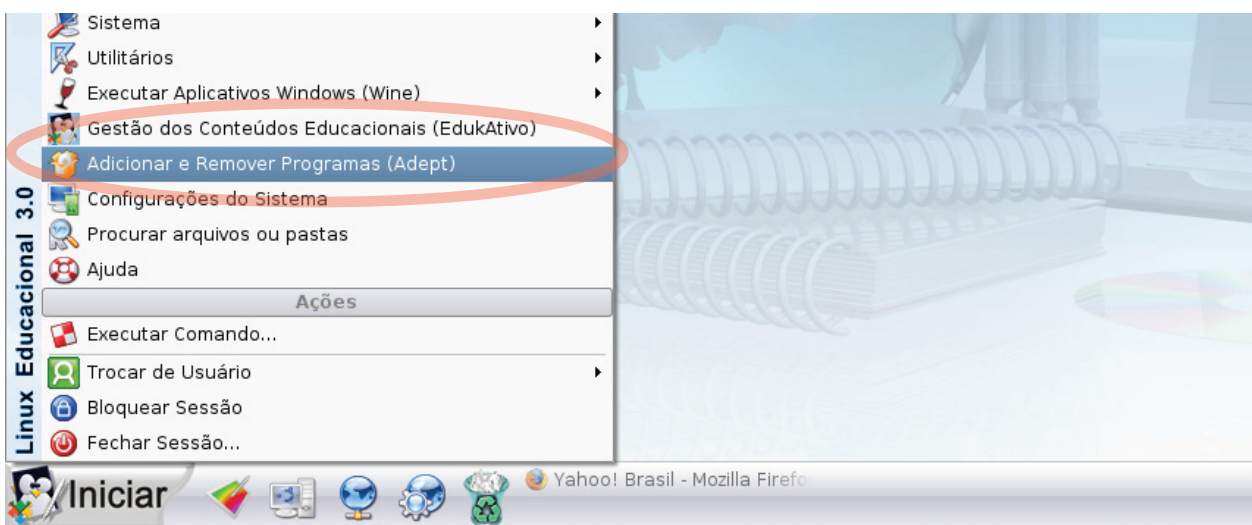 Sistema
Utilitários
Executar Aplicativos Windows (Wine)
Gestão dos Conteúdos Educacionais (EdukAtivo)
Adicionar e Remover Programas (Adept)
Configurações do Sistema
Procurar arquivos ou pastas
Ajuda
Ações
Executar Comando...
Trocar de Usuário
Bloquear Sessão
Fechar Sessão...
Linux Educacional 3.0
Iniciar
Yahoo! Brasil - Mozilla Firefo